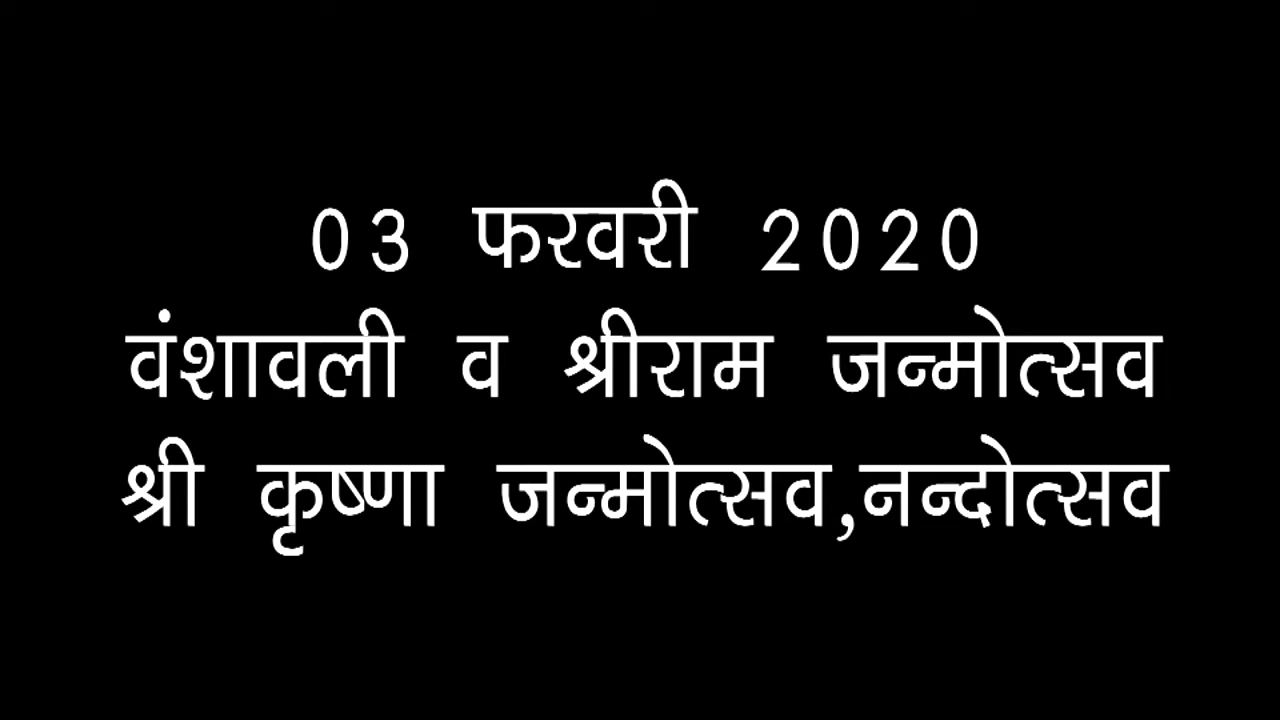 03 फरवरी 2020
वंशावली व श्रीराम जन्मोत्सव
श्री कृष्णा जन्मोत्सव,नन्दोत्सव